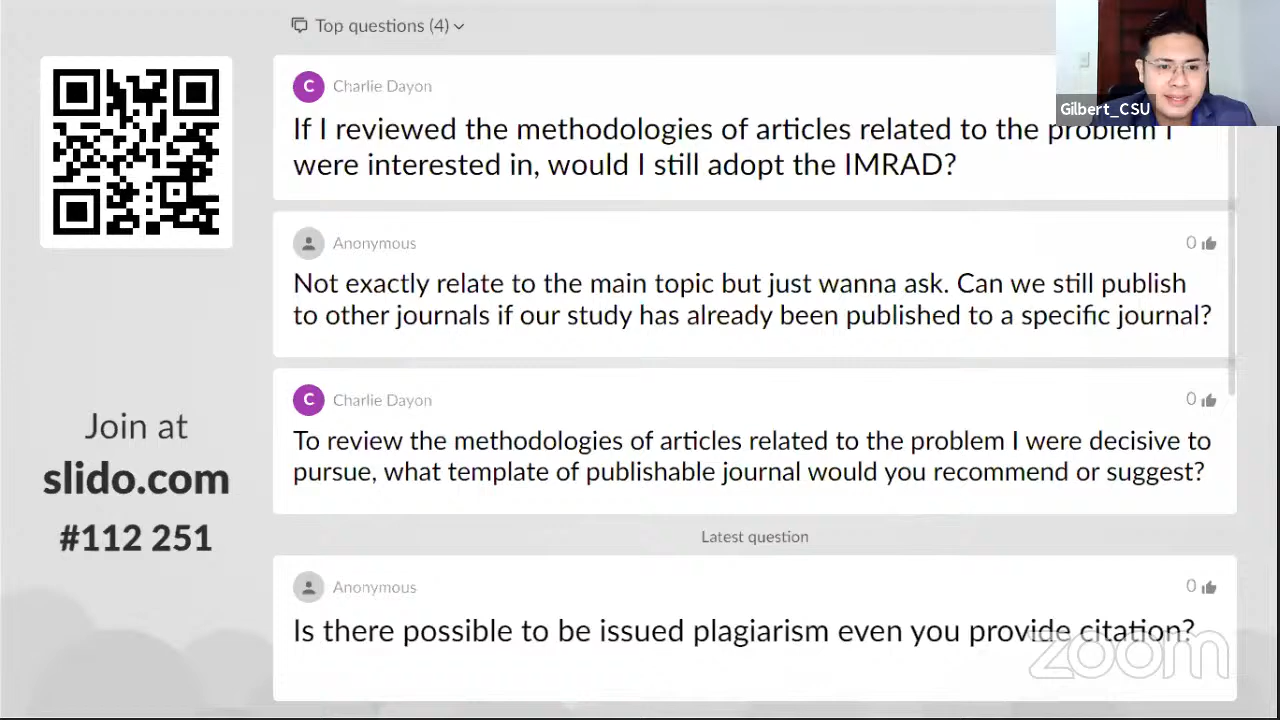 Top questions (4)
Gilbert_CSU
C Charlie Dayon
If I reviewed the methodologies of articles related to the problem I
were interested in, would I still adopt the IMRAD?
Anonymous 0
Not exactly relate to the main topic but just wanna ask. Can we still publish
to other journals if our study has already been published to a specific journal?
C Charlie Dayon 0
To review the methodologies of articles related to the problem I were decisive to
pursue, what template of publishable journal would you recommend or suggest?
Join at
slido.com
#112 251
Latest question
Anonymous 0
Is there possible to be issued plagiarism even you provide citation?
zoom